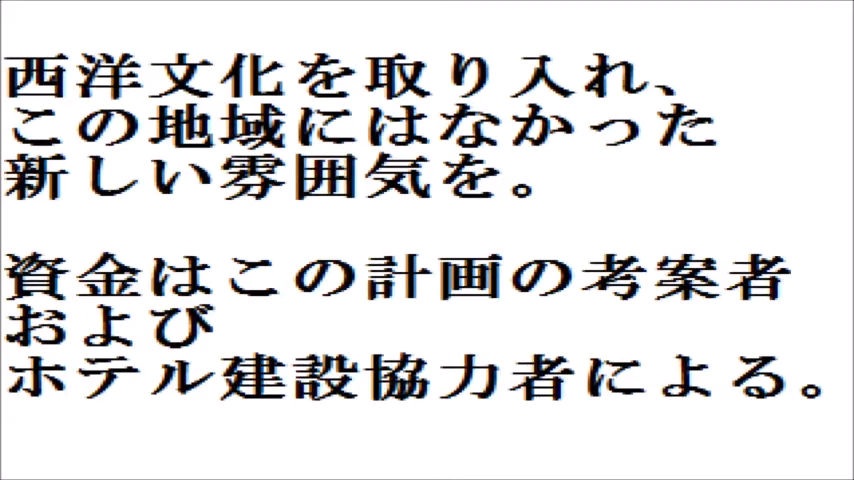 西洋文化を取り入れ、
この地域にはなかった
新しい雰囲気を。
資金はこの計画の考案者
および
ホテル建設協力者による。